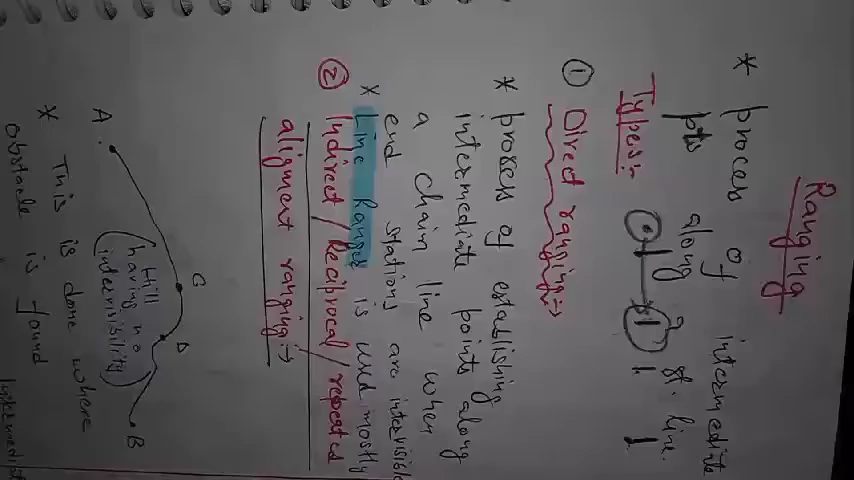 Ranging
* process of intermediate
pts along a st. line.
Types:-
① Direct ranging:→
* process of establishing
intermediate points along
a chain line when
end stations are intervisible
* Line Ranger is used mostly
② Indirect / Reciprocal / repeated
aligment ranging:→
A
C
D
B
(Hill
having no
intervisibility)
* This is done where
obstacle is found
intermediat